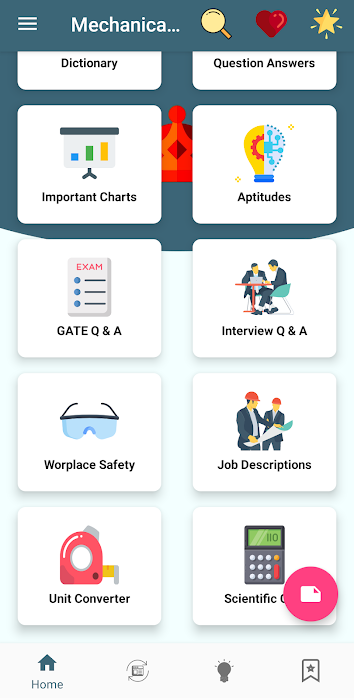 Mechanica...
Dictionary
Question Answers
Important Charts
Aptitudes
EXAM
GATE Q & A
Interview Q & A
Worplace Safety
Job Descriptions
110
Unit Converter
Scientific
Home